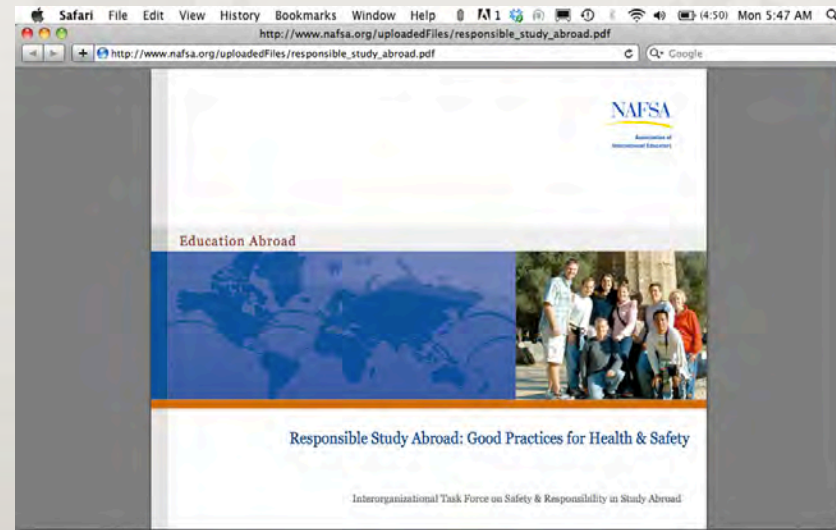 Safari File Edit View History Bookmarks Window Help 1 (4:50) Mon 5:47 AM
http://www.nafsa.org/uploadedFiles/responsible_study_abroad.pdf
http://www.nafsa.org/uploadedFiles/responsible_study_abroad.pdf Google
NAFSA
Association of
International Educators
Education Abroad
Responsible Study Abroad: Good Practices for Health & Safety
Interorganizational Task Force on Safety & Responsibility in Study Abroad